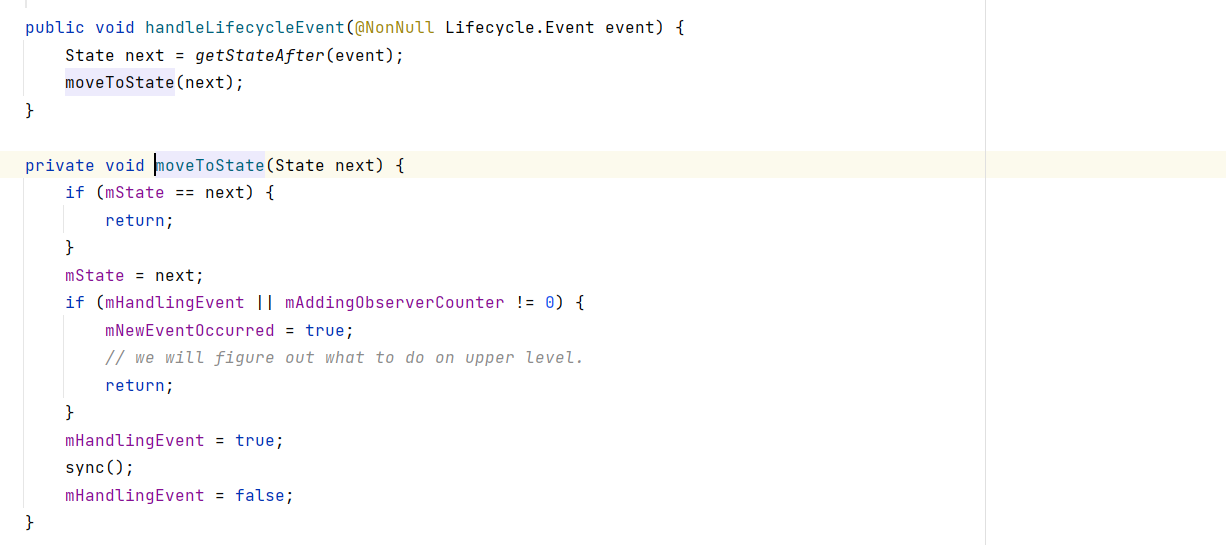 public void handleLifecycleEvent(@NonNull Lifecycle.Event event) {
    State next = getStateAfter(event);
    moveToState(next);
}
private void moveToState(State next) {
    if (mState == next) {
        return;
    }
    mState = next;
    if (mHandlingEvent || mAddingObserverCounter != 0) {
        mNewEventOccurred = true;
        // we will figure out what to do on upper level.
        return;
    }
    mHandlingEvent = true;
    sync();
    mHandlingEvent = false;
}